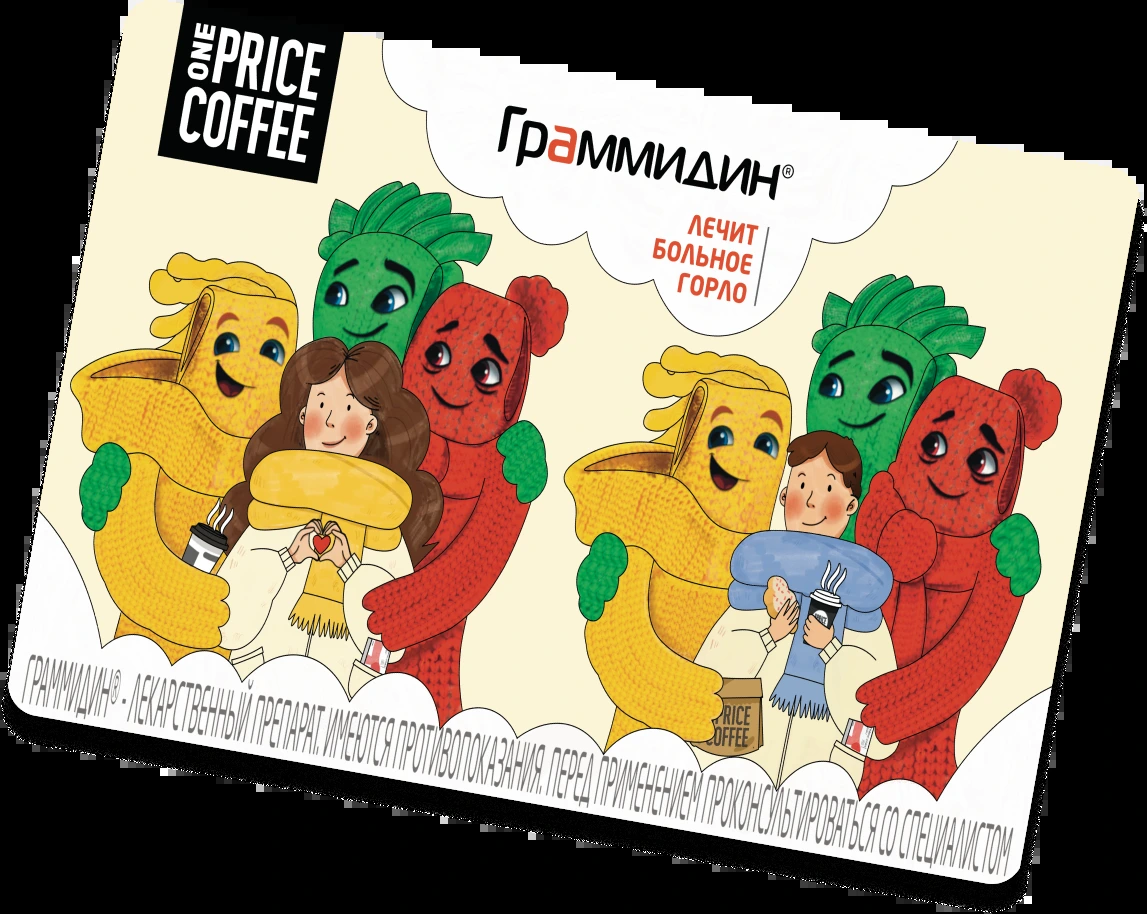 ONE PRICE
COFFEE
Граммидин®
ЛЕЧИТ
БОЛЬНОЕ
ГОРЛО
PRICE
COFFEE
ГРАММИДИН® - ЛЕКАРСТВЕННЫЙ ПРЕПАРАТ. ИМЕЮТСЯ ПРОТИВОПОКАЗАНИЯ. ПЕРЕД ПРИМЕНЕНИЕМ ПРОКОНСУЛЬТИРОВАТЬСЯ СО СПЕЦИАЛИСТОМ